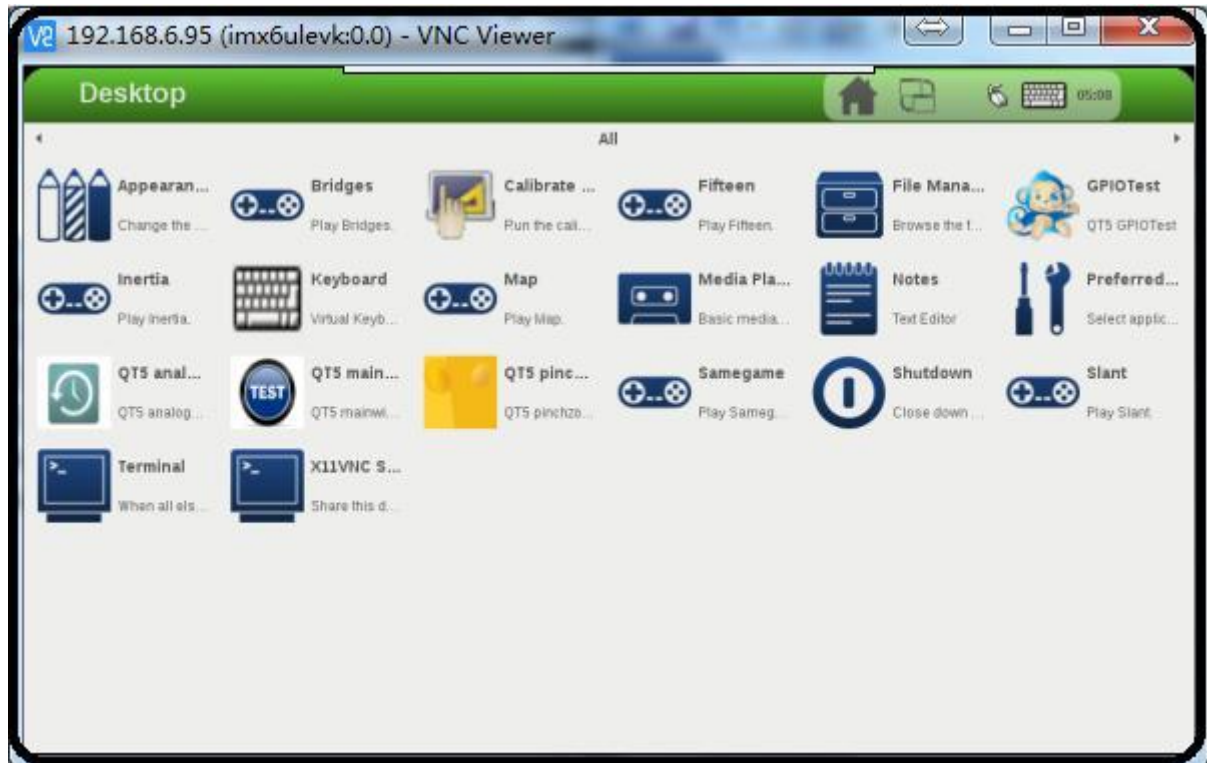 192.168.6.95 (imx6ulevk:0.0) - VNC Viewer
Desktop
05:08
All
Appearan...
Change the ...
Bridges
Play Bridges.
Calibrate ...
Run the cali...
Fifteen
Play Fifteen.
File Mana...
Browse the f...
GPIOTest
QT5 GPIOTest
Inertia
Play Inertia.
Keyboard
Virtual Keyb...
Map
Play Map.
Media Pla...
Basic media...
Notes
Text Editor
Preferred...
Select applic...
QT5 anal...
QT5 analog...
TEST
QT5 main...
QT5 mainwi...
QT5 pinc...
QT5 pinchzo...
Samegame
Play Sameg...
Shutdown
Close down ...
Slant
Play Slant.
Terminal
When all els...
X11VNC S...
Share this d...